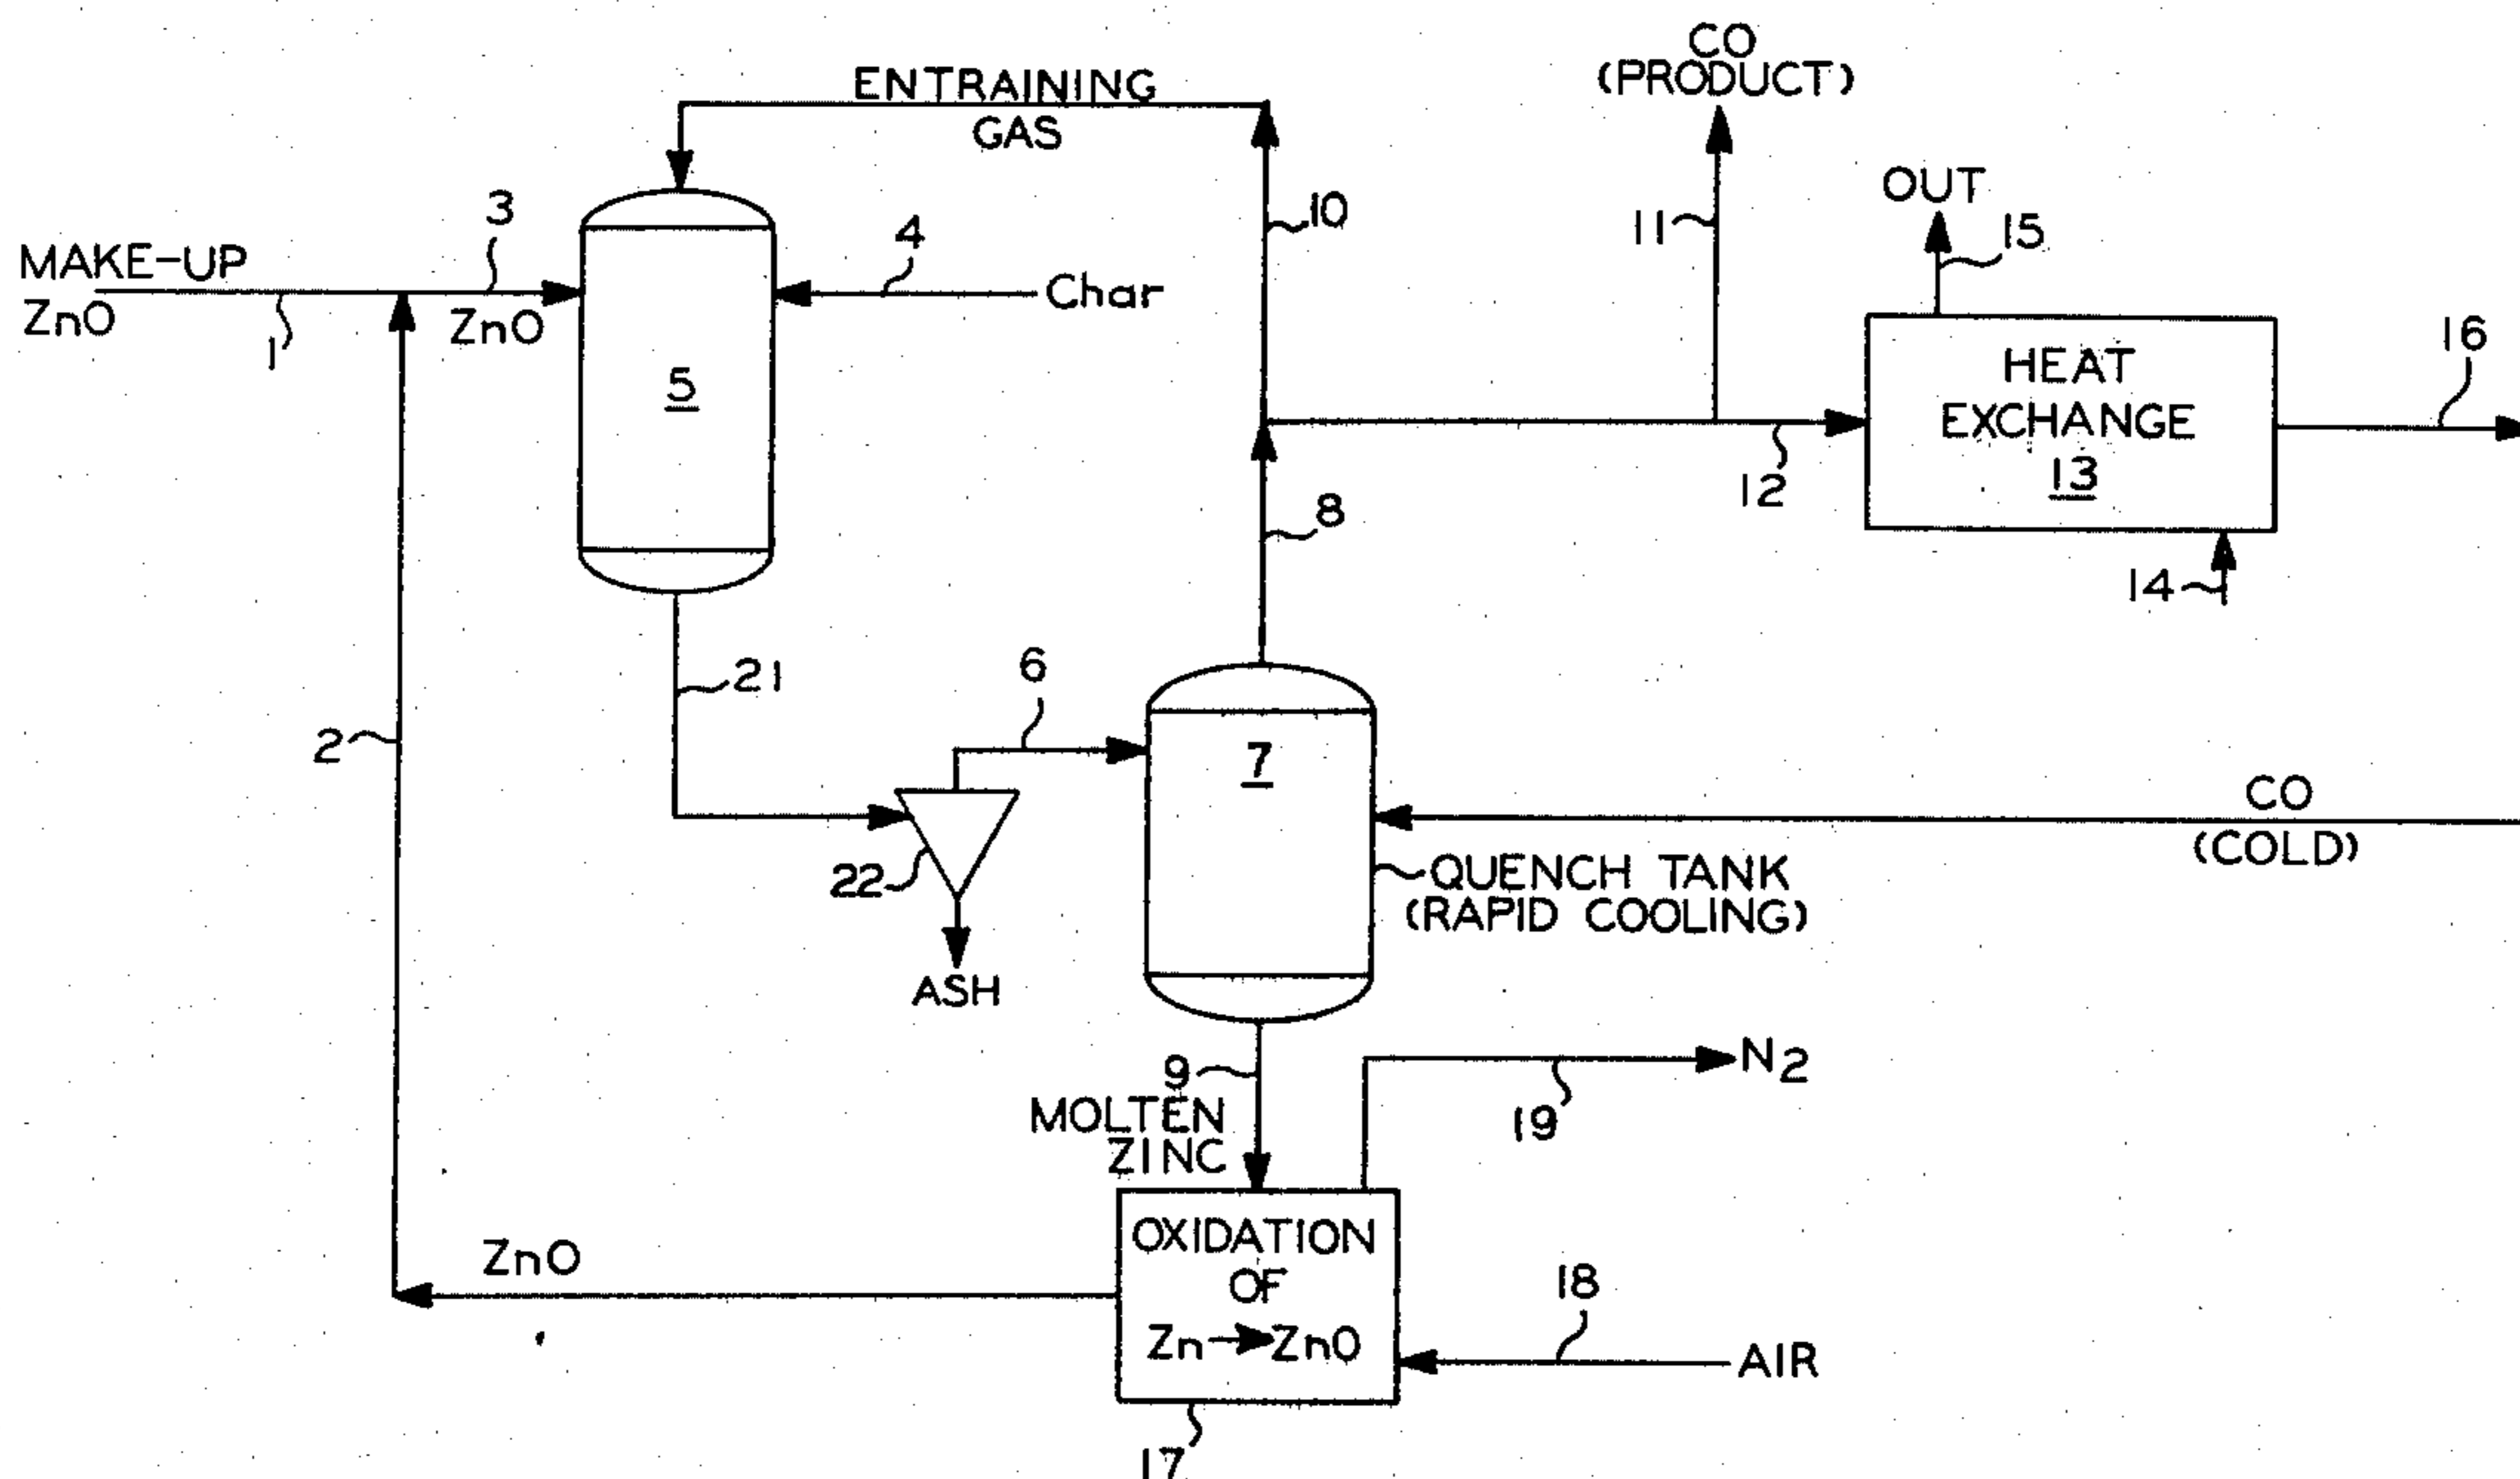 CO
(PRODUCT)
ENTRAINING
GAS
OUT
3
4
10
11
15
MAKE-UP
ZnO
1
ZnO
Char
5
HEAT
EXCHANGE
13
16
12
14
8
21
6
2
7
22
CO
(COLD)
QUENCH TANK
(RAPID COOLING)
ASH
9
MOLTEN
ZINC
N2
19
OXIDATION
OF
Zn→ZnO
ZnO
18
AIR
17